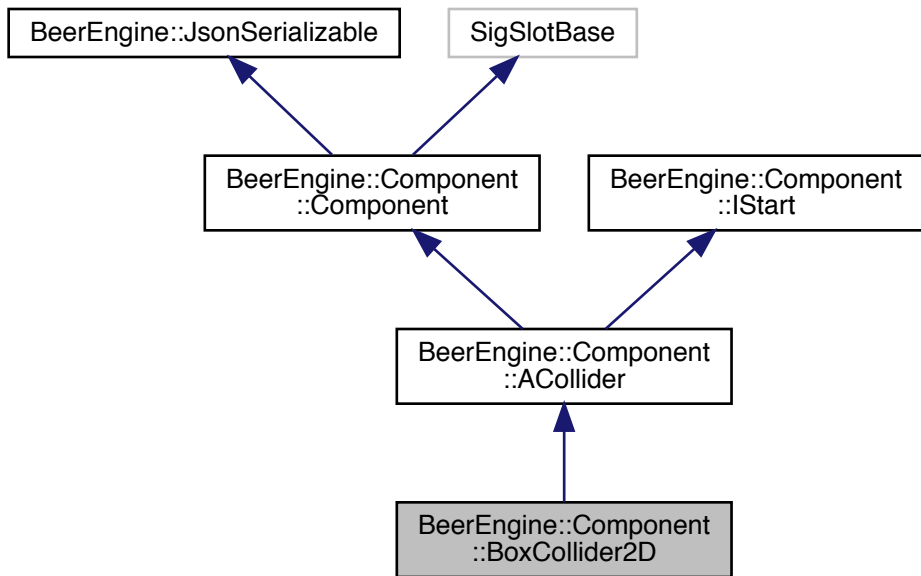 BeerEngine::JsonSerializable
SigSlotBase
BeerEngine::Component
::Component
BeerEngine::Component
::IStart
BeerEngine::Component
::ACollider
BeerEngine::Component
::BoxCollider2D